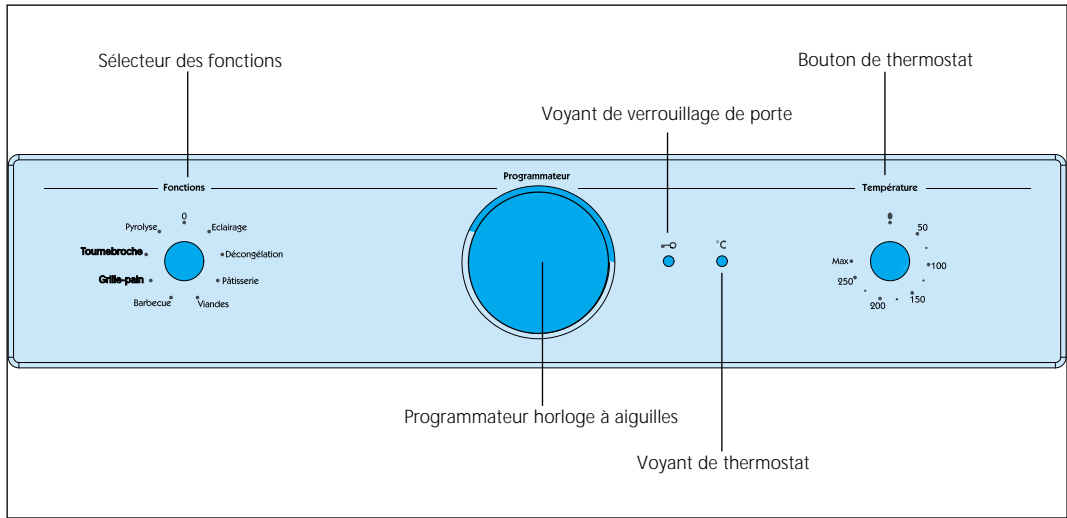 Sélecteur des fonctions
Bouton de thermostat
Voyant de verrouillage de porte
Fonctions
Programmateur
Température
0
Pyrolyse
Eclairage
Tournebroche
Décongélation
Grille-pain
Pâtisserie
Barbecue
Viandes
°C
50
Max
100
250
150
200
Programmateur horloge à aiguilles
Voyant de thermostat